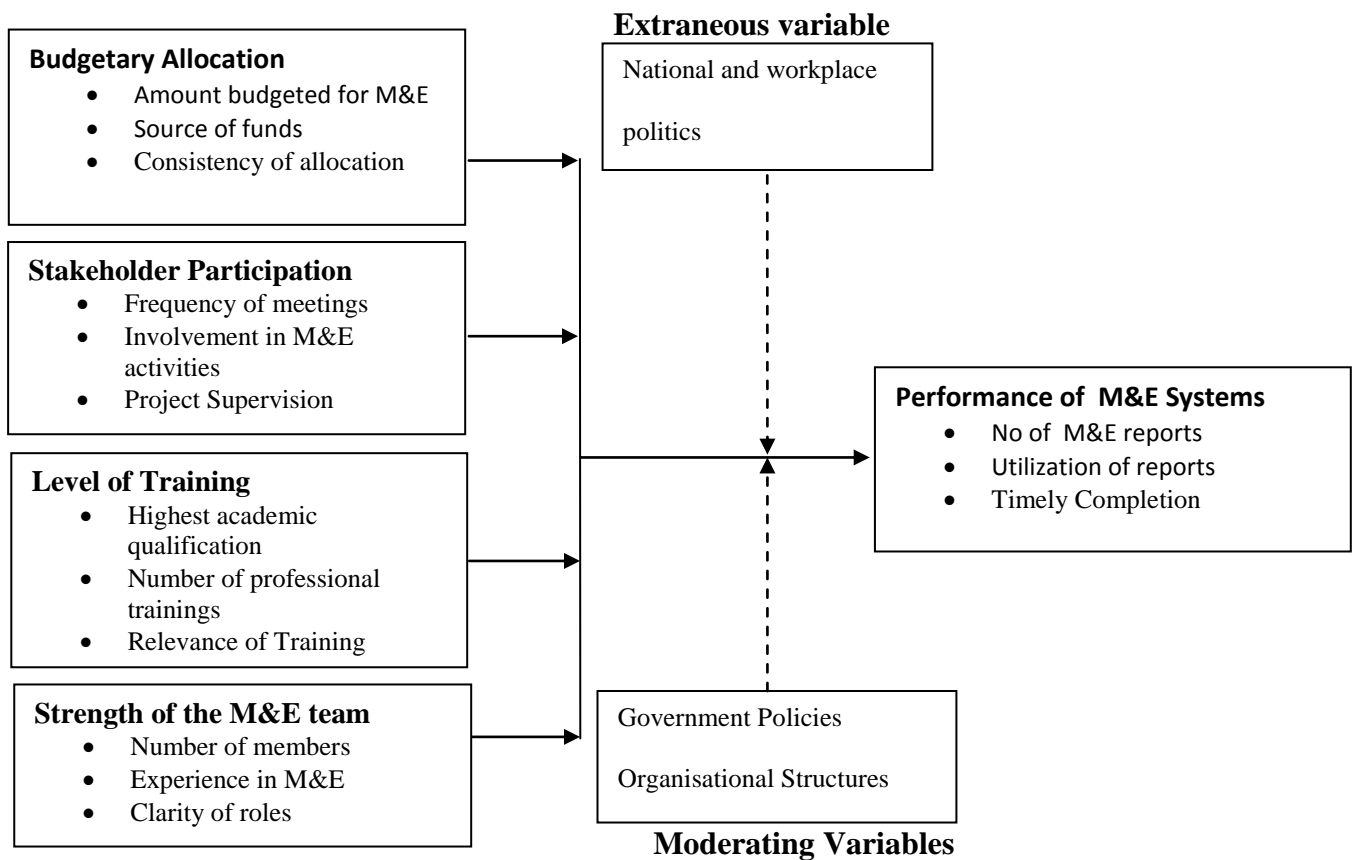 Budgetary Allocation
• Amount budgeted for M&E
• Source of funds
• Consistency of allocation
Stakeholder Participation
• Frequency of meetings
• Involvement in M&E
activities
• Project Supervision
Level of Training
• Highest academic
qualification
• Number of professional
trainings
• Relevance of Training
Strength of the M&E team
• Number of members
• Experience in M&E
• Clarity of roles
Extraneous variable
National and workplace
politics
Government Policies
Organisational Structures
Moderating Variables
Performance of M&E Systems
• No of M&E reports
• Utilization of reports
• Timely Completion